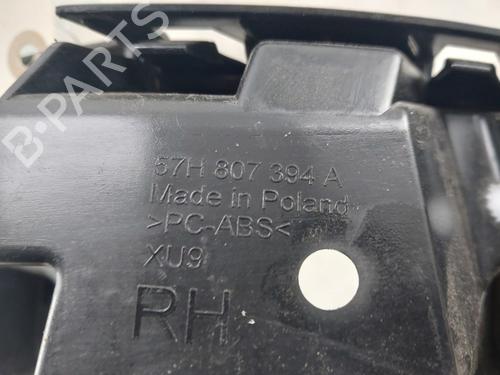 B-PARTS
57H 807 394 A
Made in Poland
>PC-ABS<
XU9
RH